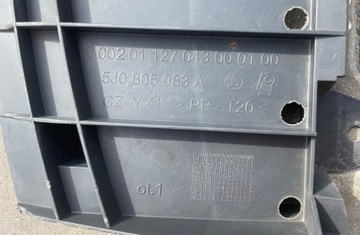 002 01 127 043 00 01 00
5J0 805 083 A
CZ YX1 - PP - T20 <
ot.1